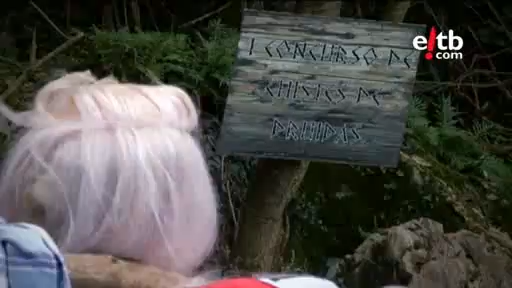 I CONCURSO DE
CHISTES DE
DRUIDAS
eitb
.com